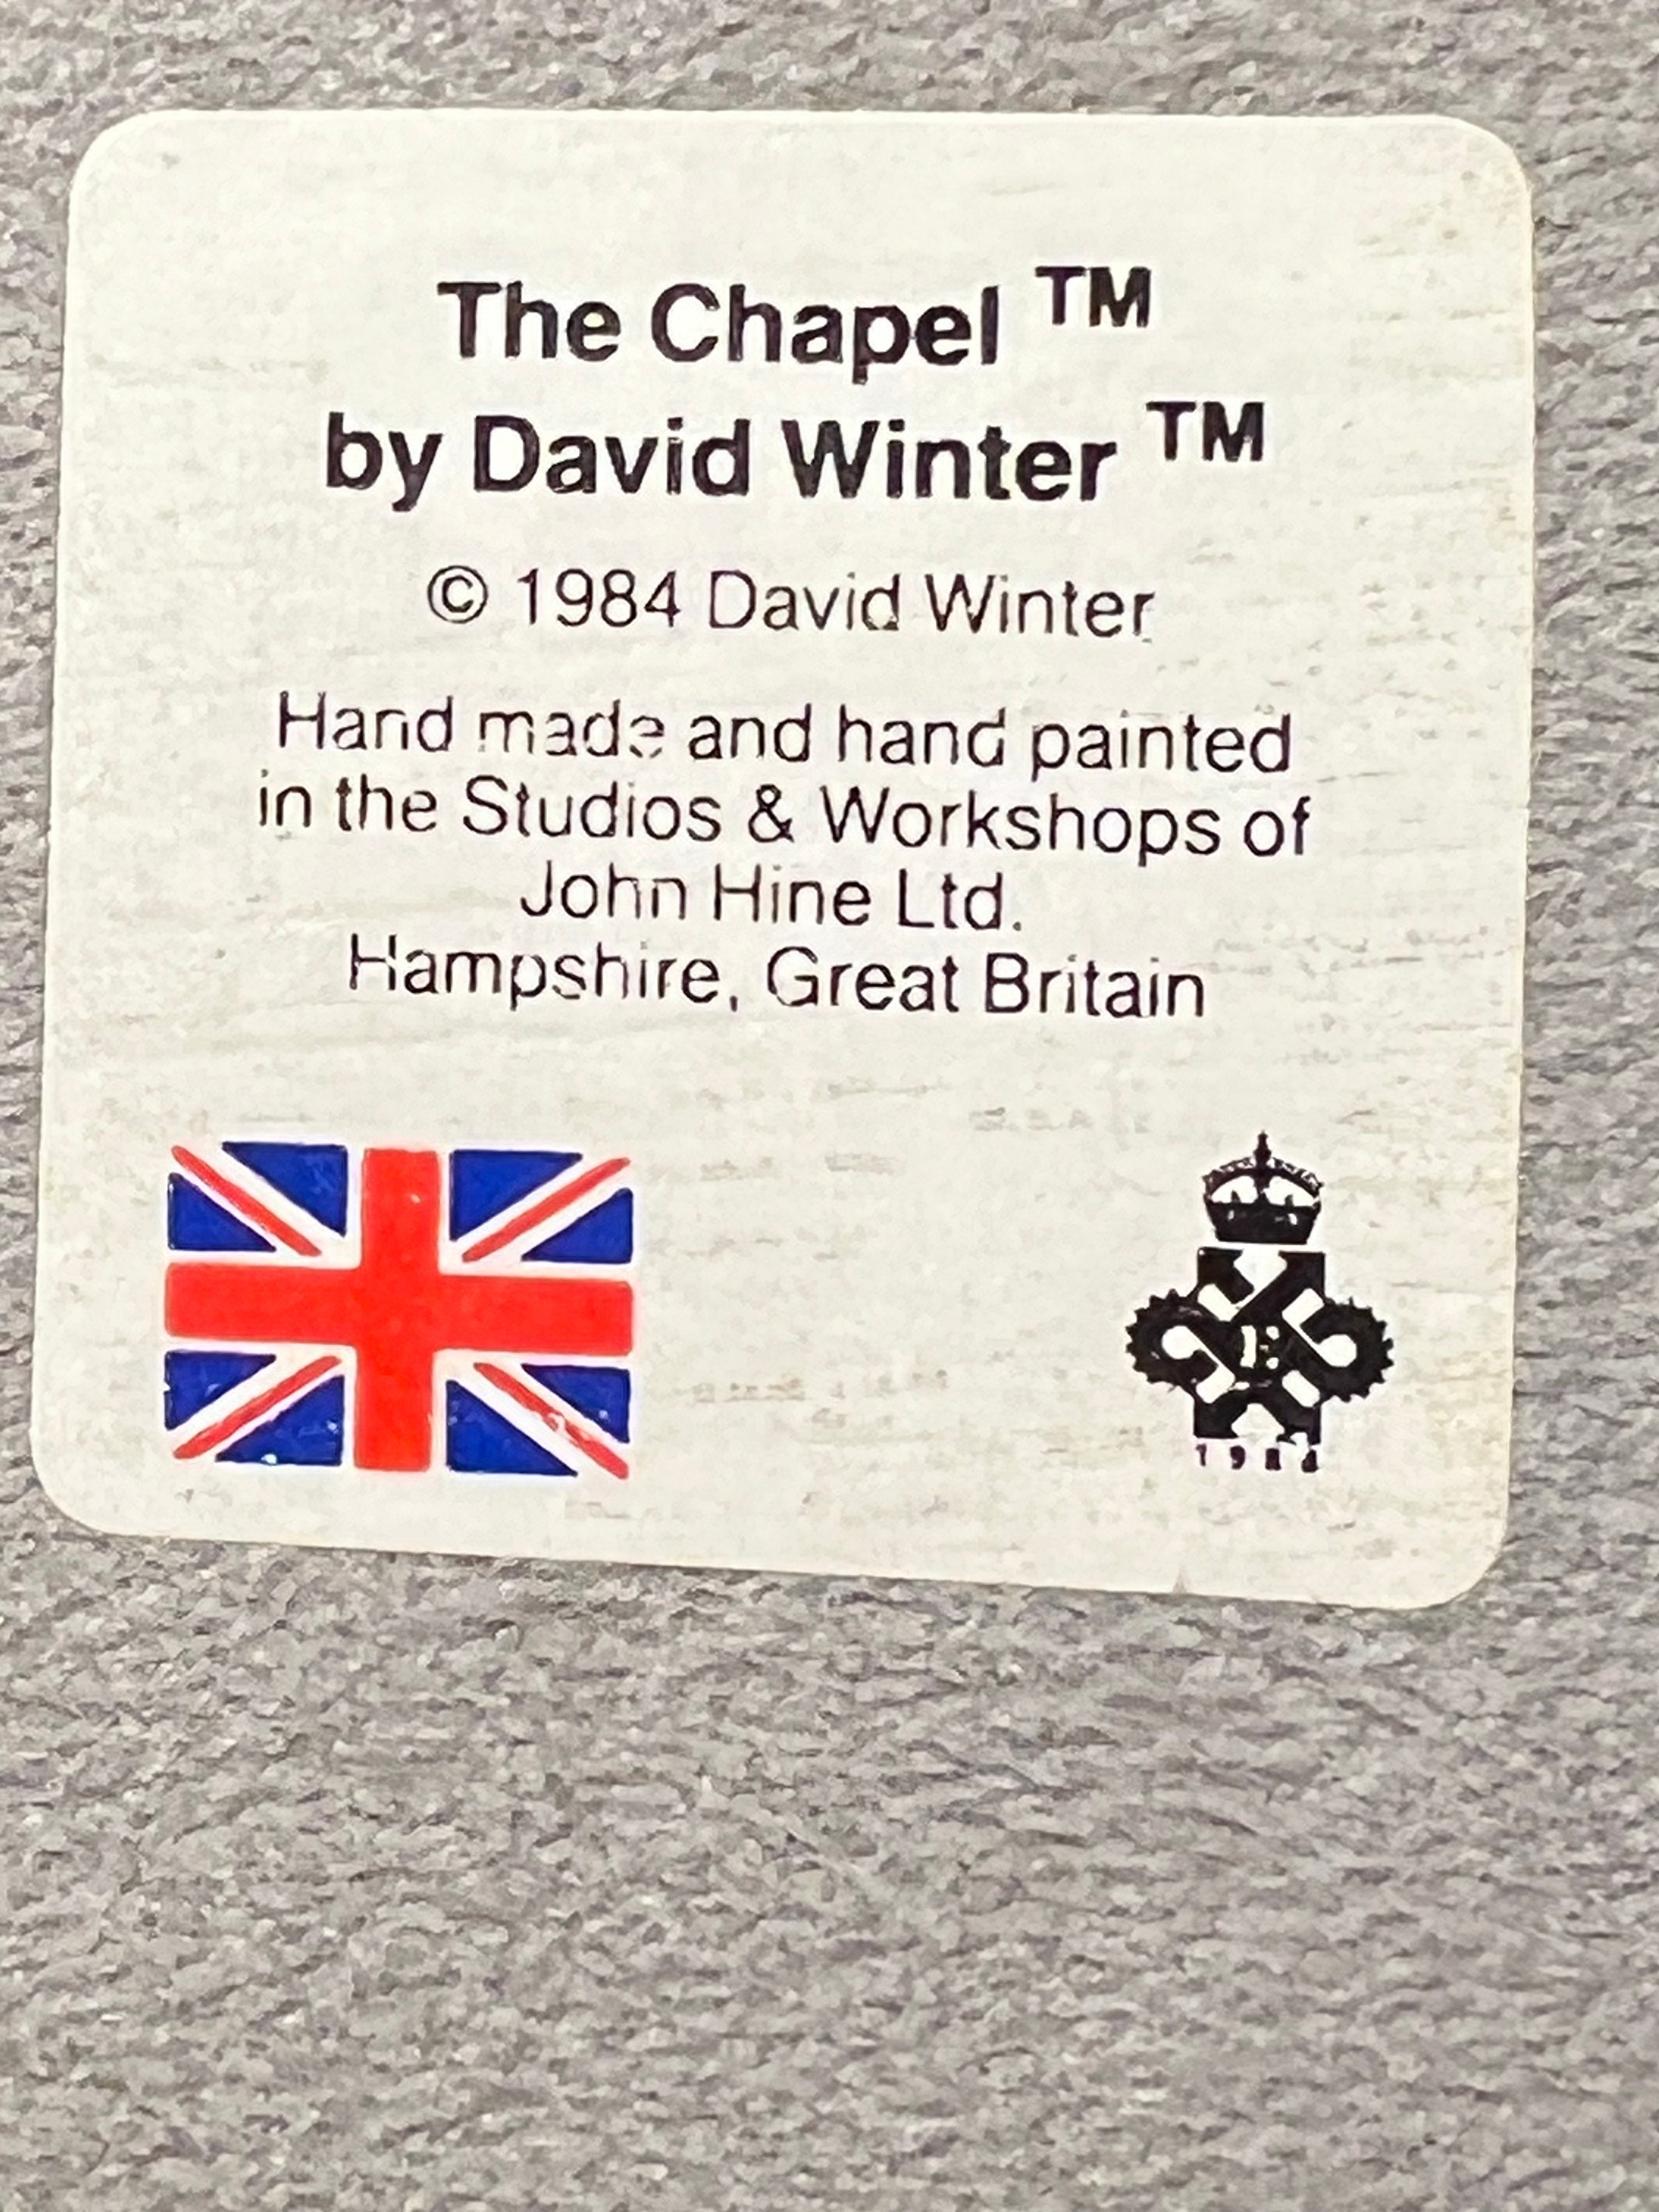 The Chapel ™
by David Winter ™
© 1984 David Winter
Hand made and hand painted
in the Studios & Workshops of
John Hine Ltd.
Hampshire, Great Britain
E
1984